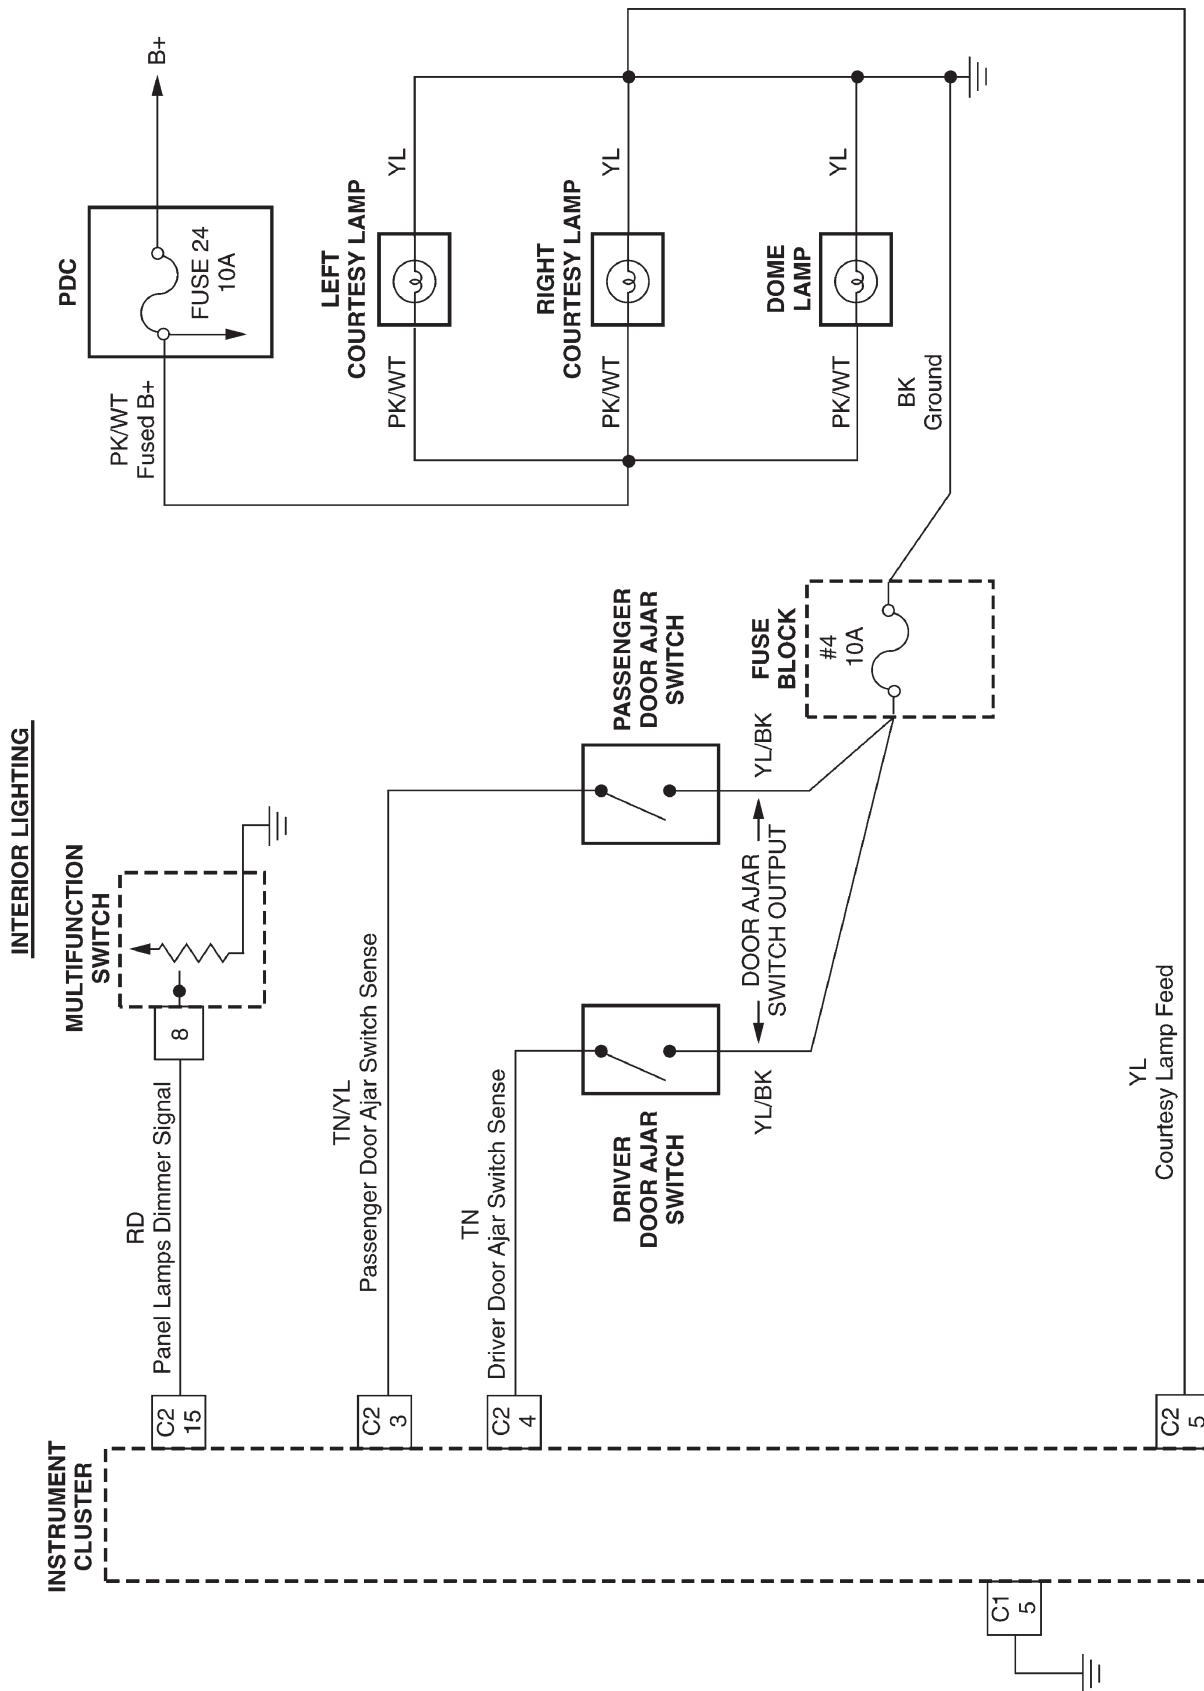 INTERIOR LIGHTING
INSTRUMENT
CLUSTER
C2
15
RD
Panel Lamps Dimmer Signal
8
MULTIFUNCTION
SWITCH
PK/WT
Fused B+
PDC
FUSE 24
10A
B+
C2
3
TN/YL
Passenger Door Ajar Switch Sense
C2
4
TN
Driver Door Ajar Switch Sense
DRIVER
DOOR AJAR
SWITCH
YL/BK
DOOR AJAR
SWITCH OUTPUT
PASSENGER
DOOR AJAR
SWITCH
YL/BK
FUSE
BLOCK
#4
10A
LEFT
COURTESY LAMP
PK/WT
YL
RIGHT
COURTESY LAMP
PK/WT
YL
DOME
LAMP
PK/WT
YL
BK
Ground
C1
5
C2
5
YL
Courtesy Lamp Feed